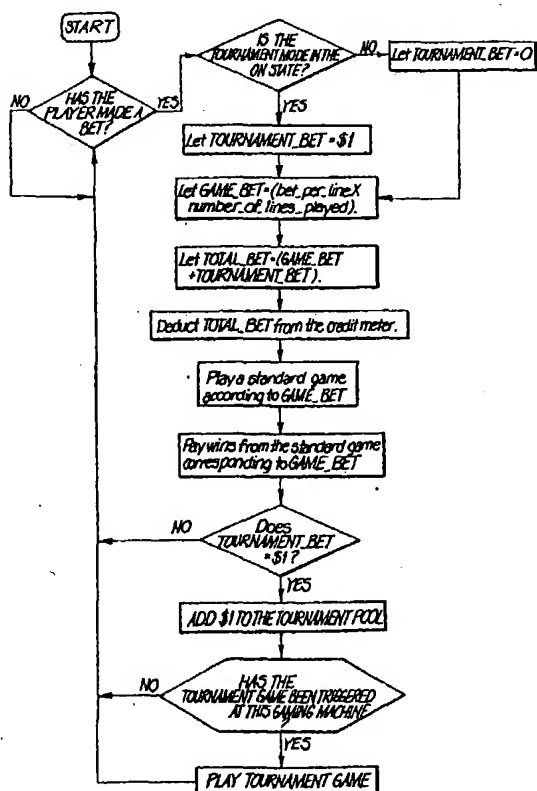 START
IS THE
TOURNAMENT MODE IN THE
ON STATE?
NO
Let TOURNAMENT_BET=0
NO
HAS THE
PLAYER MADE A
BET?
YES
YES
Let TOURNAMENT_BET = $1
Let GAME_BET=(bet_per_lineX
number_of_lines_played).
Let TOTAL_BET=(GAME_BET
+TOURNAMENT_BET).
Deduct TOTAL_BET from the credit meter.
Play a standard game
according to GAME_BET
Pay wins from the standard game
corresponding to GAME_BET
NO
Does
TOURNAMENT_BET
=$1?
YES
ADD $1 TO THE TOURNAMENT POOL
NO
HAS THE
TOURNAMENT GAME BEEN TRIGGERED
AT THIS GAMING MACHINE
?
YES
PLAY TOURNAMENT GAME